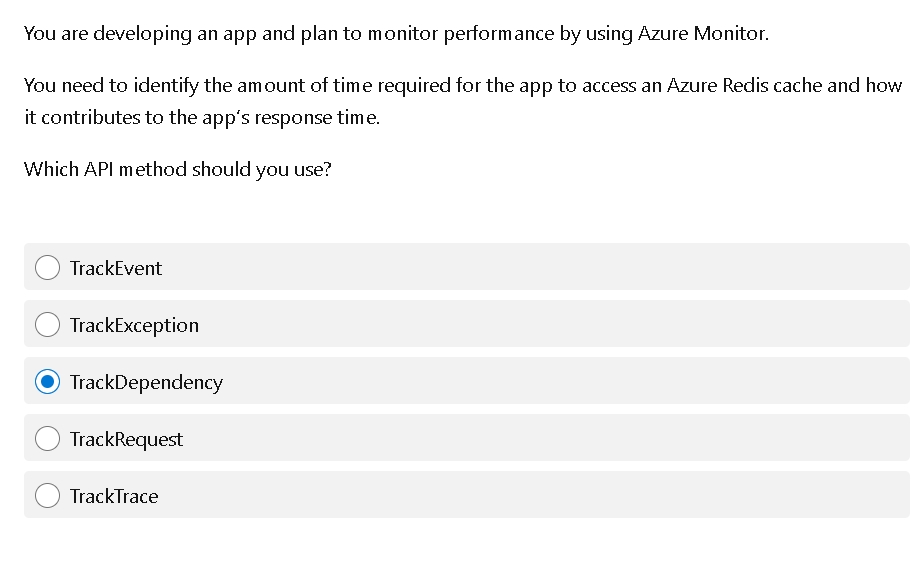 You are developing an app and plan to monitor performance by using Azure Monitor.
You need to identify the amount of time required for the app to access an Azure Redis cache and how
it contributes to the app's response time.
Which API method should you use?
TrackEvent
TrackException
TrackDependency
TrackRequest
TrackTrace